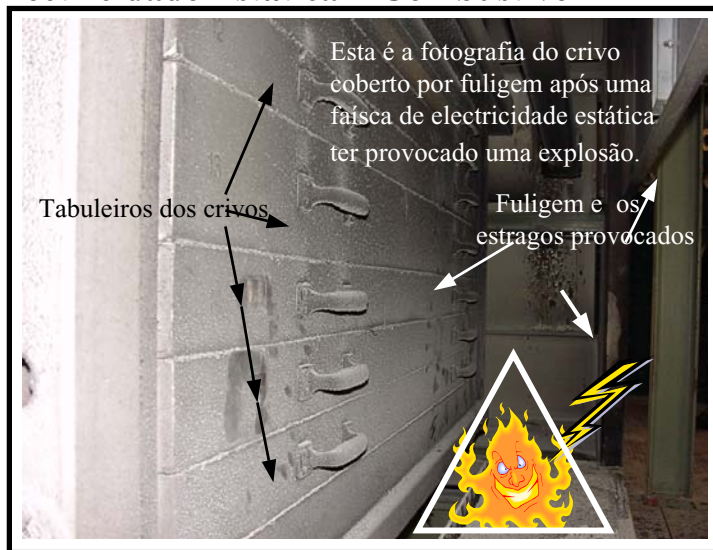 Esta é a fotografia do crivo
coberto por fuligem após uma
faísca de electricidade estática
ter provocado uma explosão.
Tabuleiros dos crivos
Fuligem e os
estragos provocados